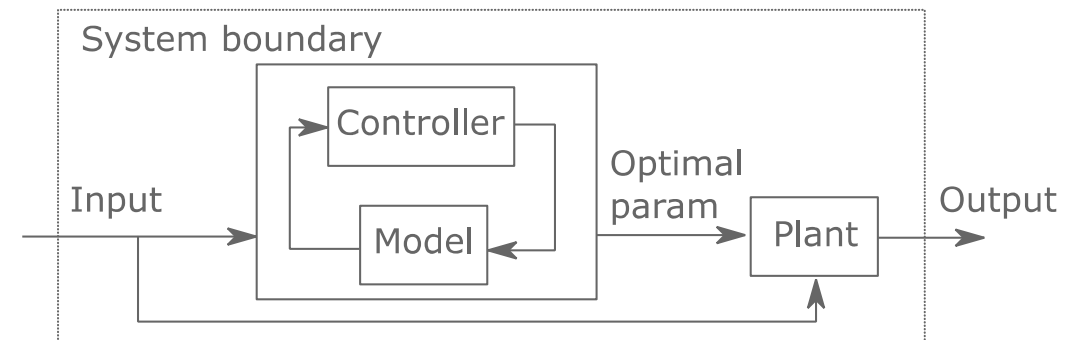 System boundary
Controller
Optimal
param
Input
Model
Plant
Output